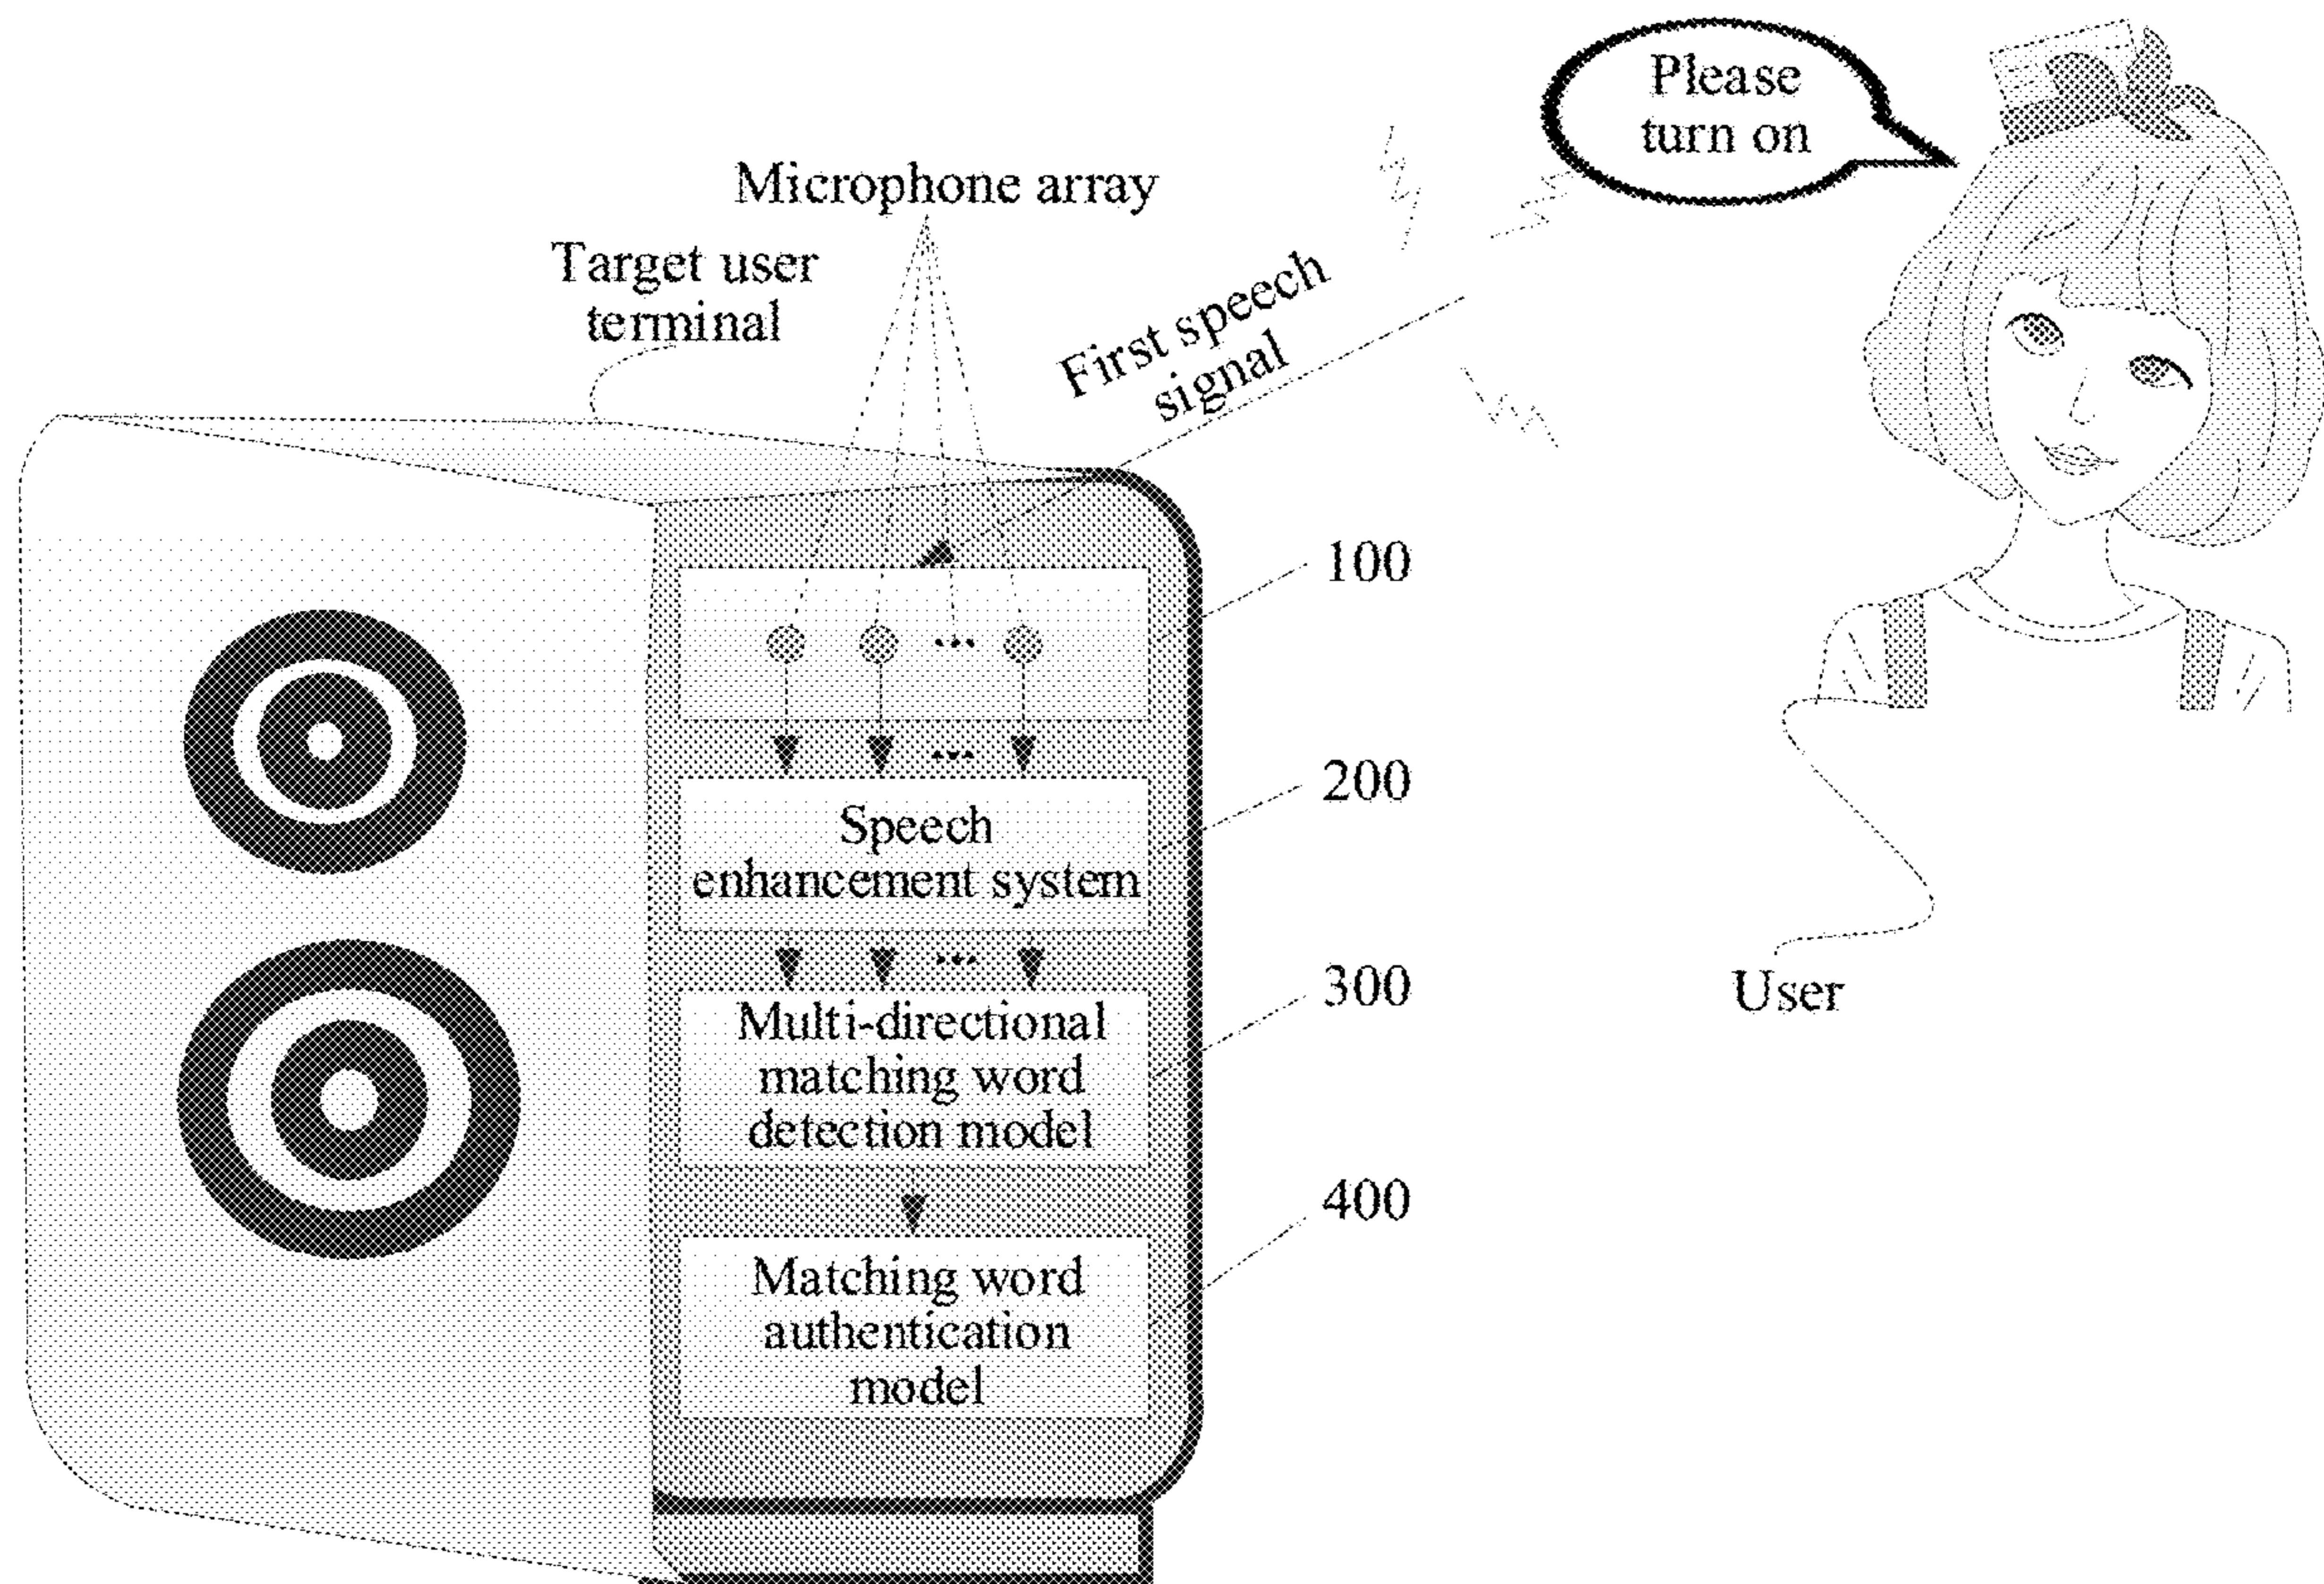 Please
turn on
Microphone array
Target user
terminal
First speech
signal
100
200
Speech
enhancement system
300
Multi-directional
matching word
detection model
User
400
Matching word
authentication
model